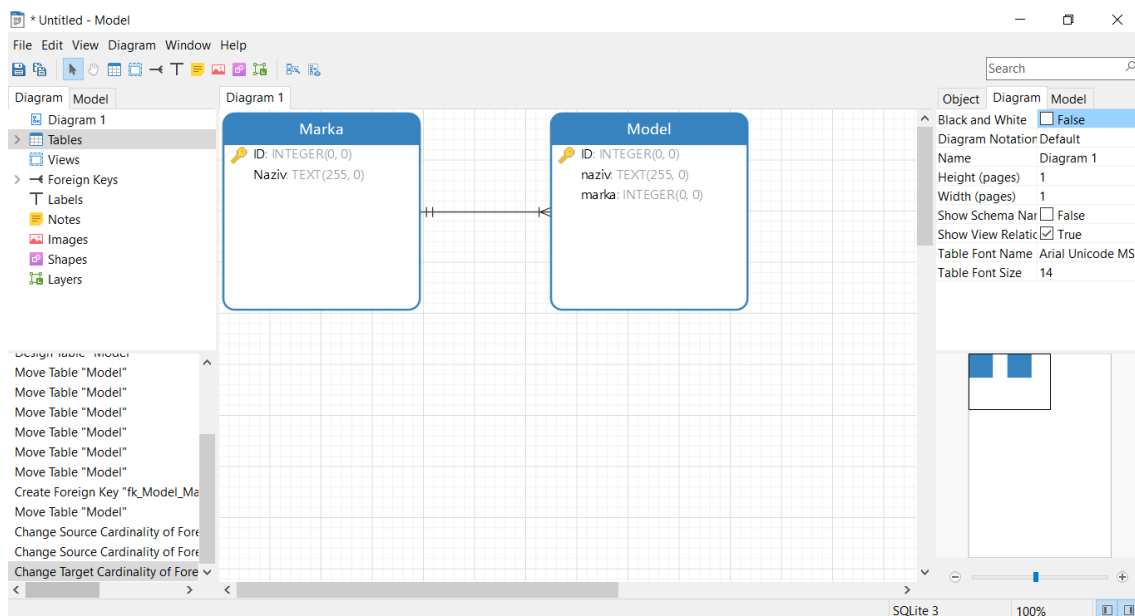 * Untitled - Model
File Edit View Diagram Window Help
Search
Diagram Model
Diagram 1
Tables
Views
Foreign Keys
Labels
Notes
Images
Shapes
Layers
Design Table "Model"
Move Table "Model"
Move Table "Model"
Move Table "Model"
Move Table "Model"
Move Table "Model"
Move Table "Model"
Create Foreign Key "fk_Model_Ma
Move Table "Model"
Change Source Cardinality of Fore
Change Source Cardinality of Fore
Change Target Cardinality of Fore
Diagram 1
Marka
ID: INTEGER(0, 0)
Naziv: TEXT(255, 0)
Model
ID: INTEGER(0, 0)
naziv: TEXT(255, 0)
marka: INTEGER(0, 0)
Object Diagram Model
Black and White False
Diagram Notation Default
Name Diagram 1
Height (pages) 1
Width (pages) 1
Show Schema Nar False
Show View Relatic True
Table Font Name Arial Unicode MS
Table Font Size 14
SQLite 3 100%